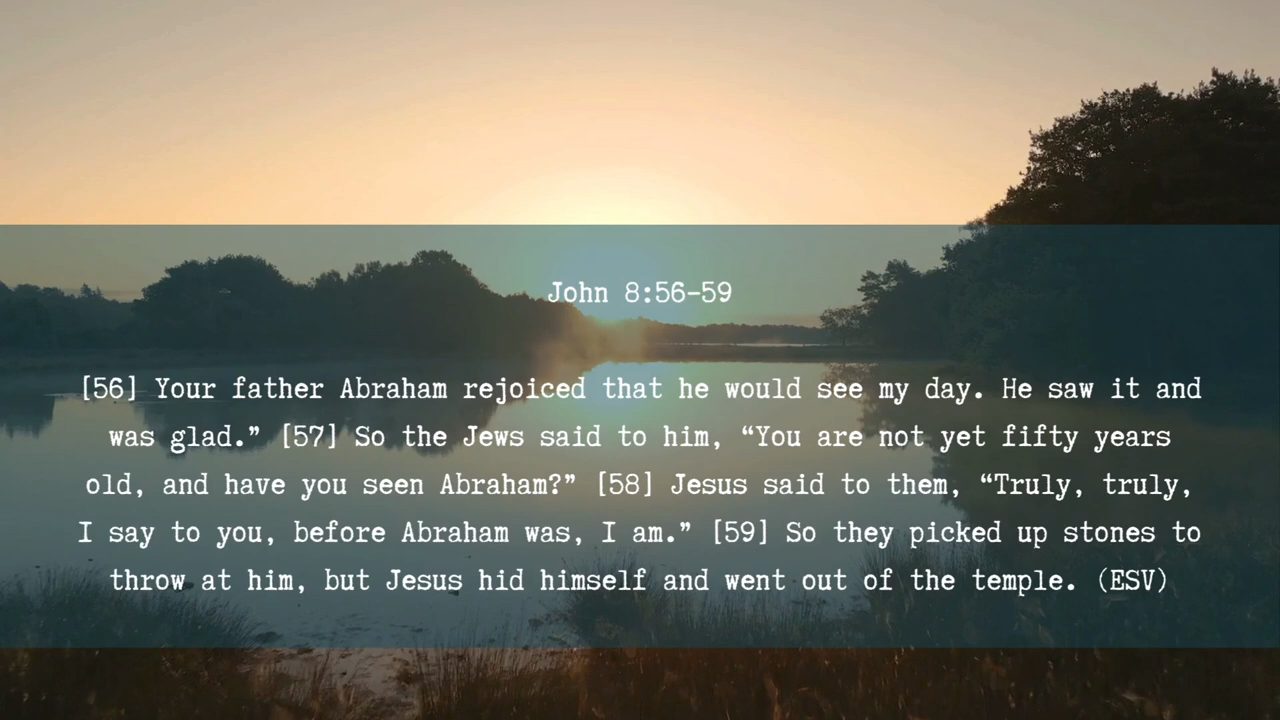 John 8:56-59
[56] Your father Abraham rejoiced that he would see my day. He saw it and
was glad.” [57] So the Jews said to him, “You are not yet fifty years
old, and have you seen Abraham?” [58] Jesus said to them, “Truly, truly,
I say to you, before Abraham was, I am.” [59] So they picked up stones to
throw at him, but Jesus hid himself and went out of the temple. (ESV)